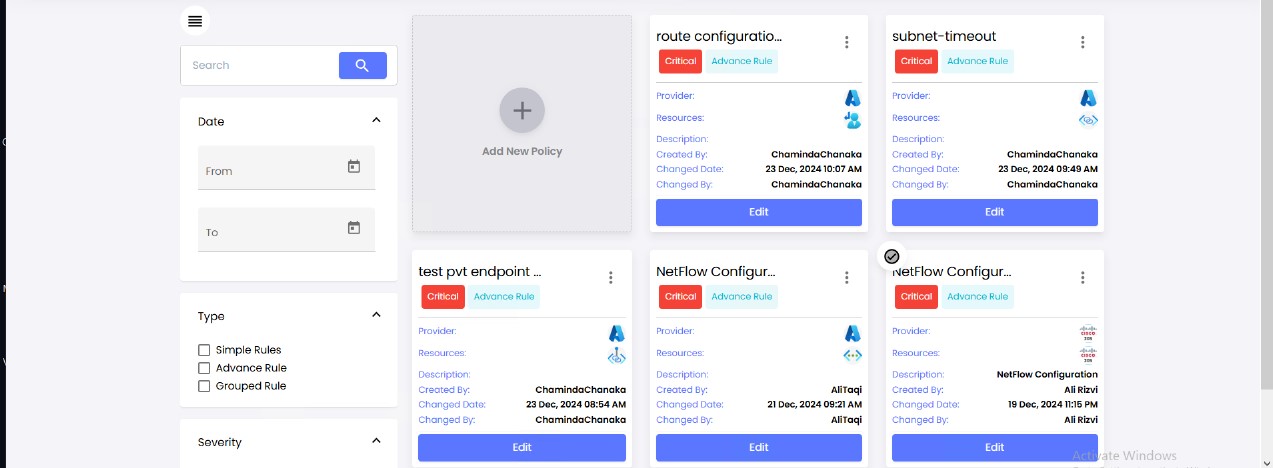 Search
Date
From
To
Type
Simple Rules
Advance Rule
Grouped Rule
Severity
Add New Policy
route configuratio...
Critical
Advance Rule
Provider:
Resources:
Description:
Created By: ChamindaChanaka
Changed Date: 23 Dec, 2024 10:07 AM
Changed By: ChamindaChanaka
Edit
subnet-timeout
Critical
Advance Rule
Provider:
Resources:
Description:
Created By: ChamindaChanaka
Changed Date: 23 Dec, 2024 09:49 AM
Changed By: ChamindaChanaka
Edit
test pvt endpoint ...
Critical
Advance Rule
Provider:
Resources:
Description:
Created By: ChamindaChanaka
Changed Date: 23 Dec, 2024 08:54 AM
Changed By: ChamindaChanaka
Edit
NetFlow Configur...
Critical
Advance Rule
Provider:
Resources:
Description:
Created By: AliTaqi
Changed Date: 21 Dec, 2024 09:21 AM
Changed By: AliTaqi
Edit
NetFlow Configur...
Critical
Advance Rule
Provider:
CISCO
IOS
Resources:
CISCO
IOS
Description: NetFlow Configuration
Created By: Ali Rizvi
Changed Date: 19 Dec, 2024 11:15 PM
Changed By: Ali Rizvi
Edit
Activate Windows